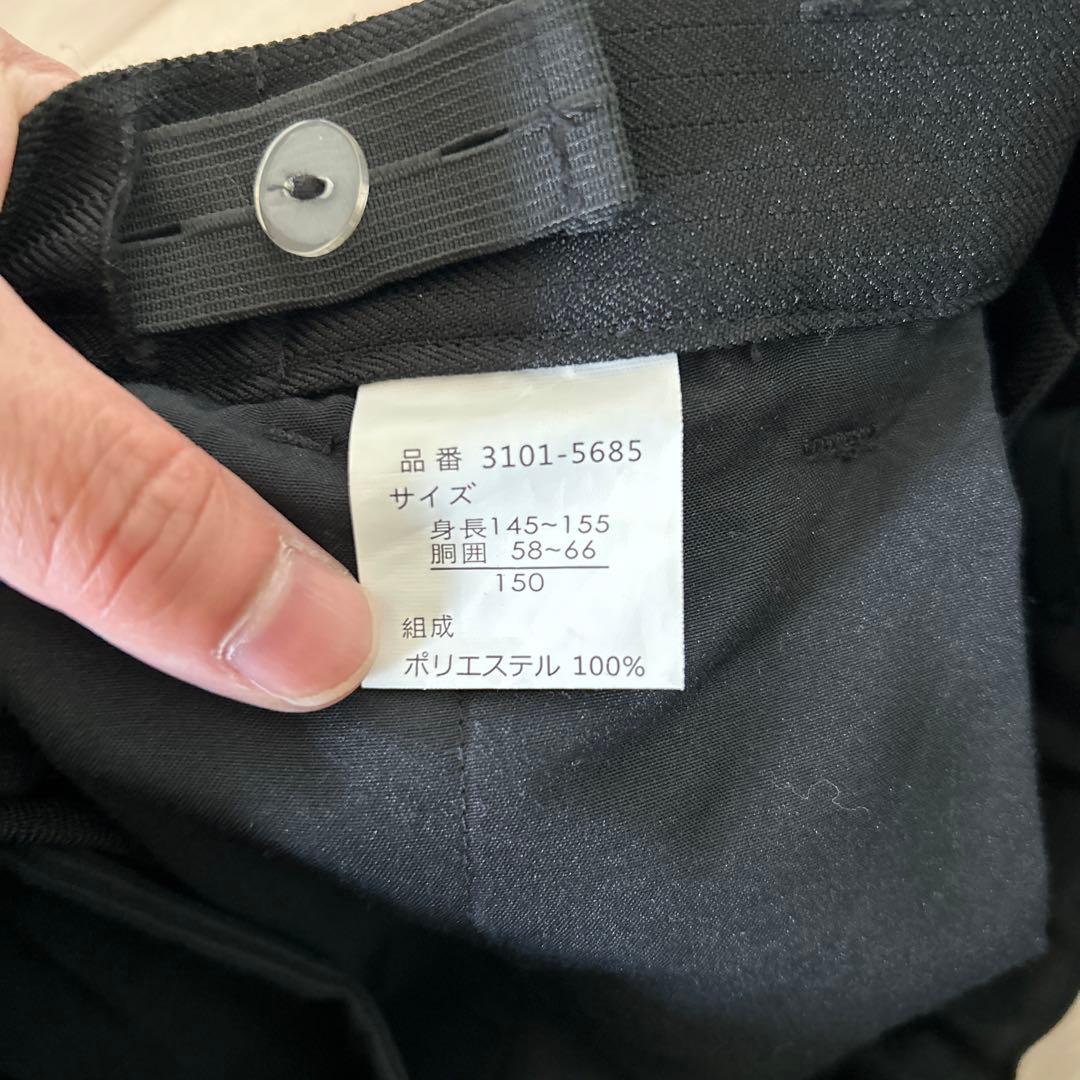 品番 3101-5685
サイズ
身長145~155
胴囲 58~66
150
組成
ポリエステル 100%